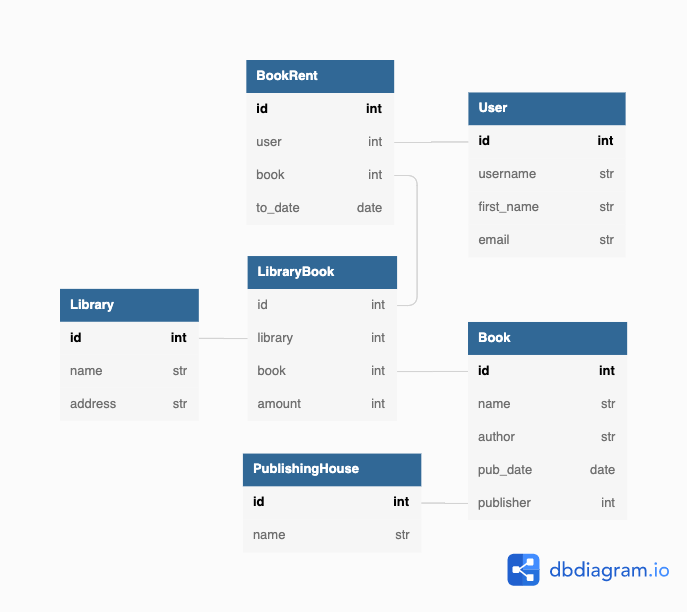 BookRent
id int
user int
book int
to_date date
User
id int
username str
first_name str
email str
LibraryBook
id int
library int
book int
amount int
Library
id int
name str
address str
Book
id int
name str
author str
pub_date date
publisher int
PublishingHouse
id int
name str
dbdiagram.io